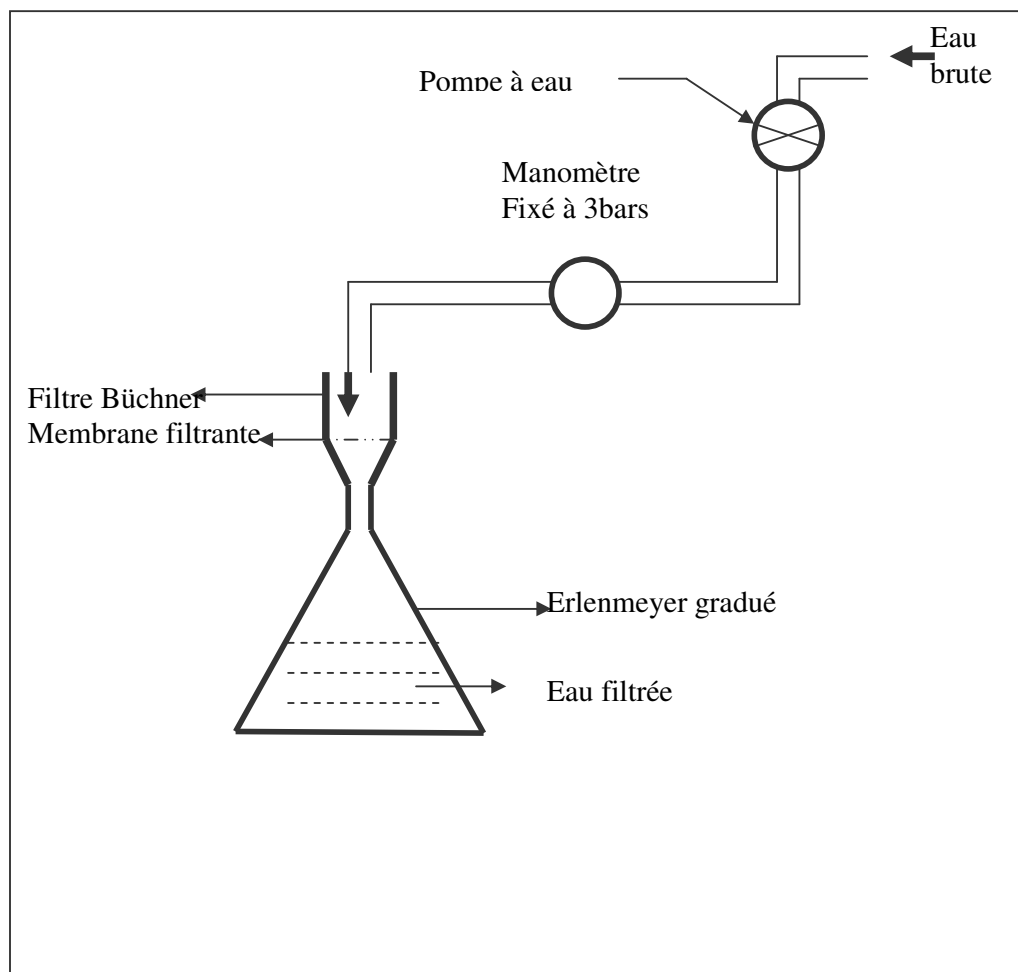 Eau
brute
Pompe à eau
Manomètre
Fixé à 3bars
Filtre Büchner
Membrane filtrante
Erlenmeyer gradué
Eau filtrée